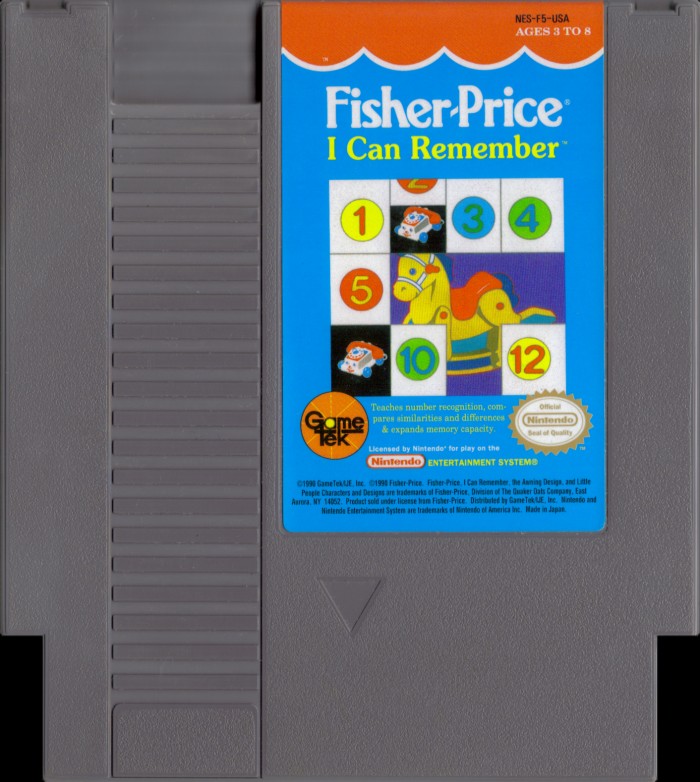 NES-F5-USA
AGES 3 TO 8
™
Fisher-Price®
I Can Remember™
2
1
3
4
5
10
12
Game
Tek
Teaches number recognition, com-
pares similarities and differences
& expands memory capacity.
Official
Nintendo
Seal of Quality
™
Licensed by Nintendo® for play on the
Nintendo ENTERTAINMENT SYSTEM®
©1990 GameTek/IJE, Inc. ©1990 Fisher-Price. Fisher-Price, I Can Remember, the Awning Design, and Little
People Characters and Designs are trademarks of Fisher-Price, Division of The Quaker Oats Company, East
Aurora, NY 14052. Product sold under license from Fisher-Price. Distributed by GameTek/IJE, Inc. Nintendo and
Nintendo Entertainment System are trademarks of Nintendo of America Inc. Made in Japan.